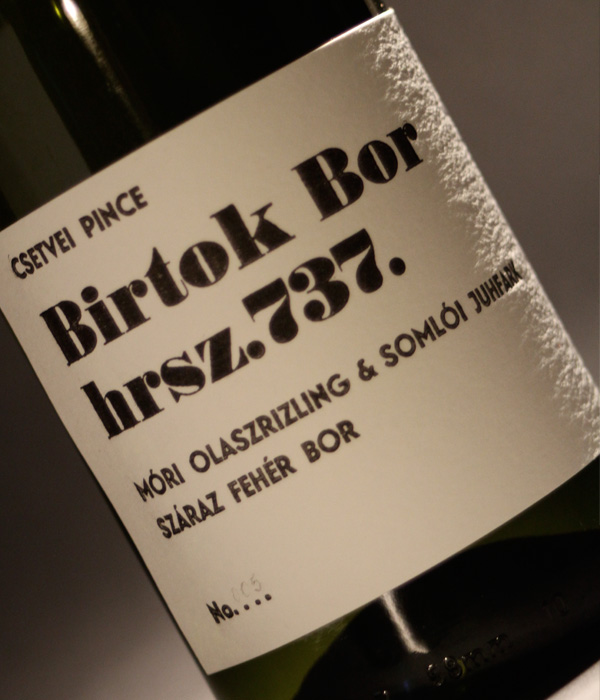 CSETVEI PINCE
Birtok Bor
hrsz.737.
MÓRI OLASZRIZLING & SOMLÓI JUHFARK
SZÁRAZ FEHÉR BOR
No....